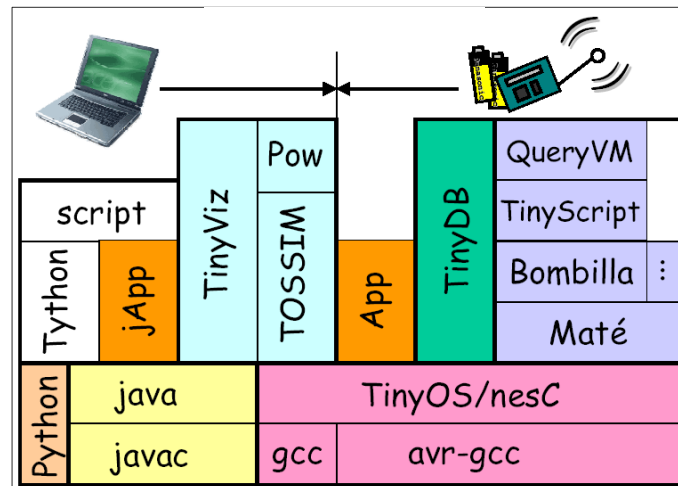 Panasonic
Pow
QueryVM
script
TinyViz
TOSSIM
TinyDB
TinyScript
Tython
jApp
App
Bombilla
...
Maté
Python
java
TinyOS/nesC
javac
gcc
avr-gcc